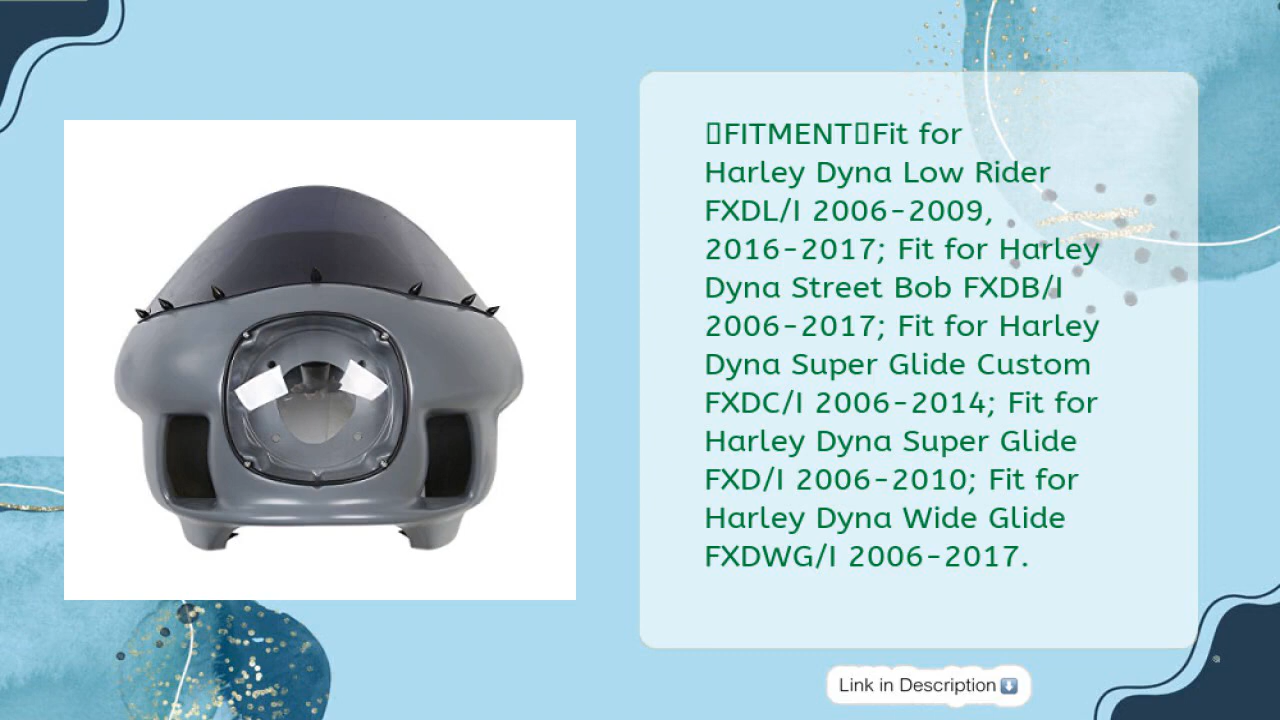 ▯FITMENT▯Fit for
Harley Dyna Low Rider
FXDL/I 2006-2009,
2016-2017; Fit for Harley
Dyna Street Bob FXDB/I
2006-2017; Fit for Harley
Dyna Super Glide Custom
FXDC/I 2006-2014; Fit for
Harley Dyna Super Glide
FXD/I 2006-2010; Fit for
Harley Dyna Wide Glide
FXDWG/I 2006-2017.
Link in Description⬇️